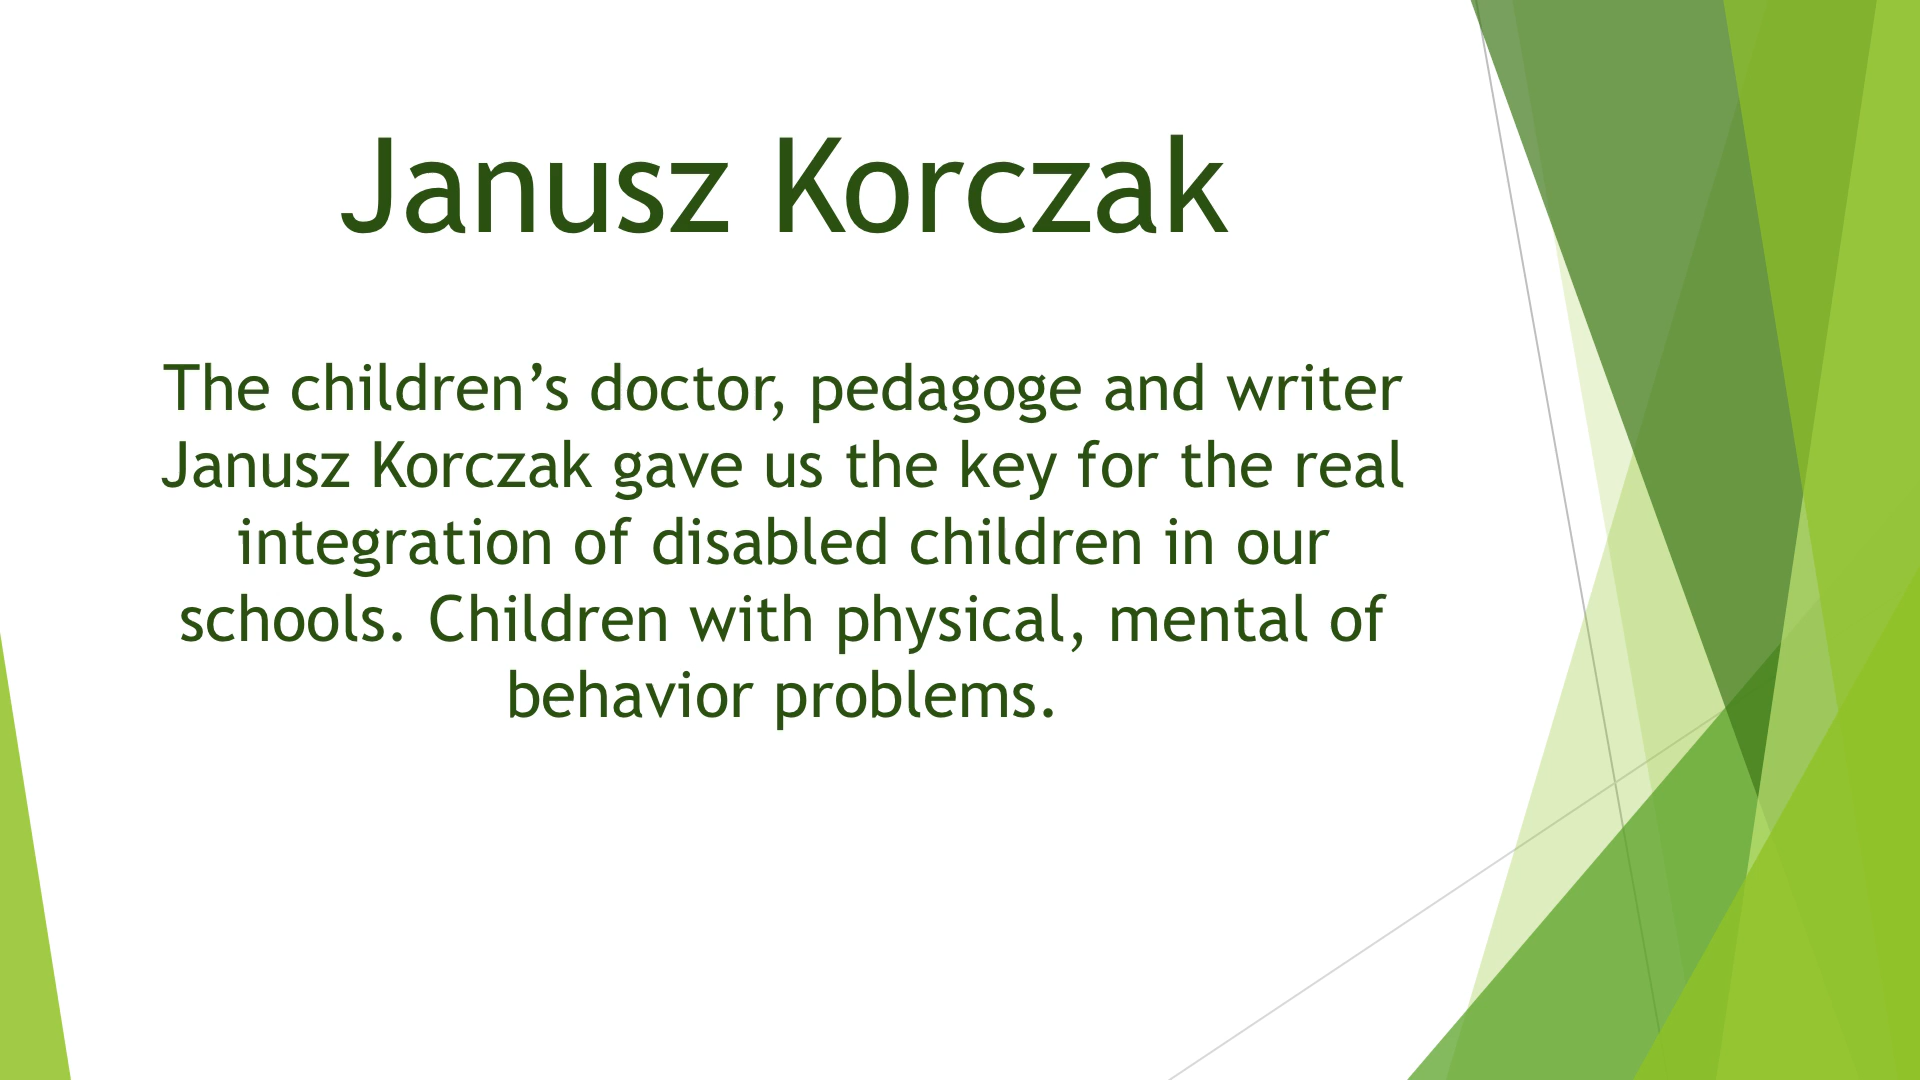 Janusz Korczak
The children’s doctor, pedagoge and writer
Janusz Korczak gave us the key for the real
integration of disabled children in our
schools. Children with physical, mental of
behavior problems.